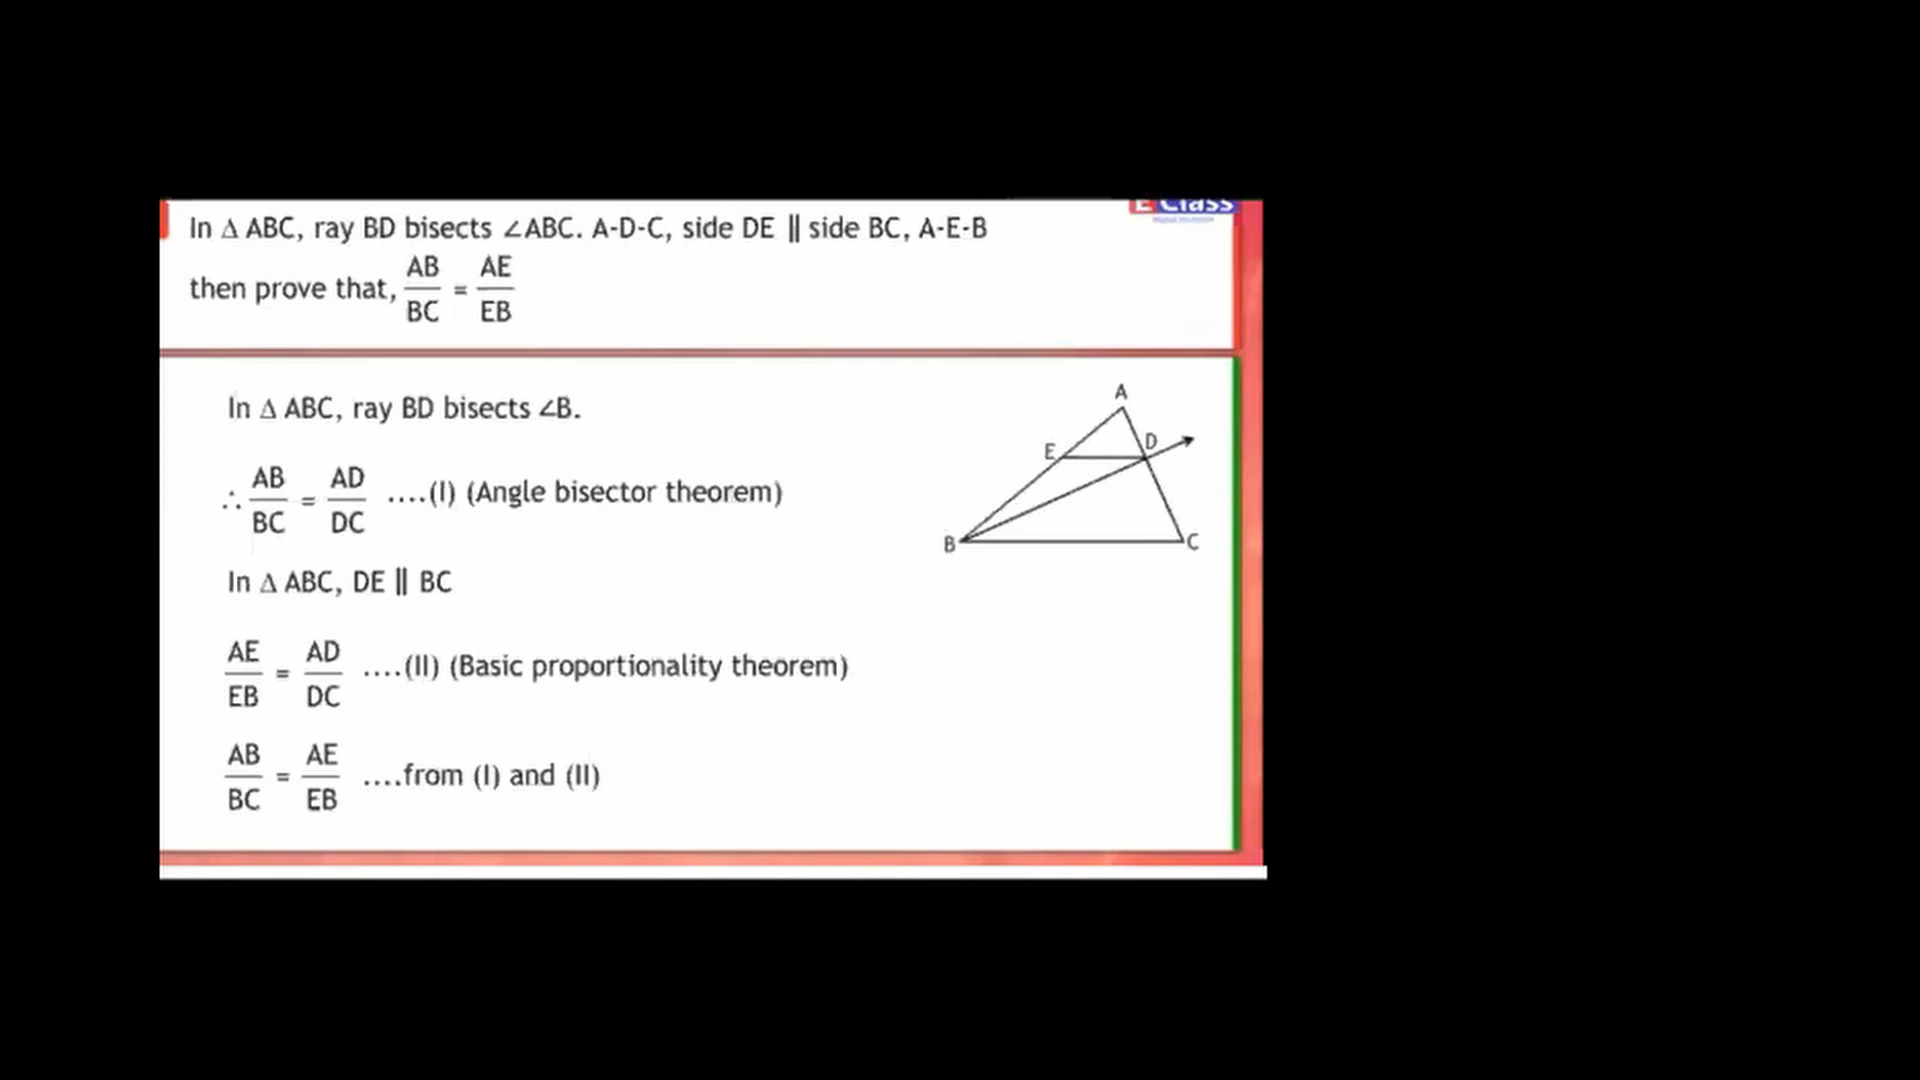 E Class
In Δ ABC, ray BD bisects ∠ABC. A-D-C, side DE || side BC, A-E-B
then prove that, AB/BC = AE/EB
In Δ ABC, ray BD bisects ∠B.
∴ AB/BC = AD/DC ....(I) (Angle bisector theorem)
In Δ ABC, DE || BC
AE/EB = AD/DC ....(II) (Basic proportionality theorem)
AB/BC = AE/EB ....from (I) and (II)
A
E
D
B
C